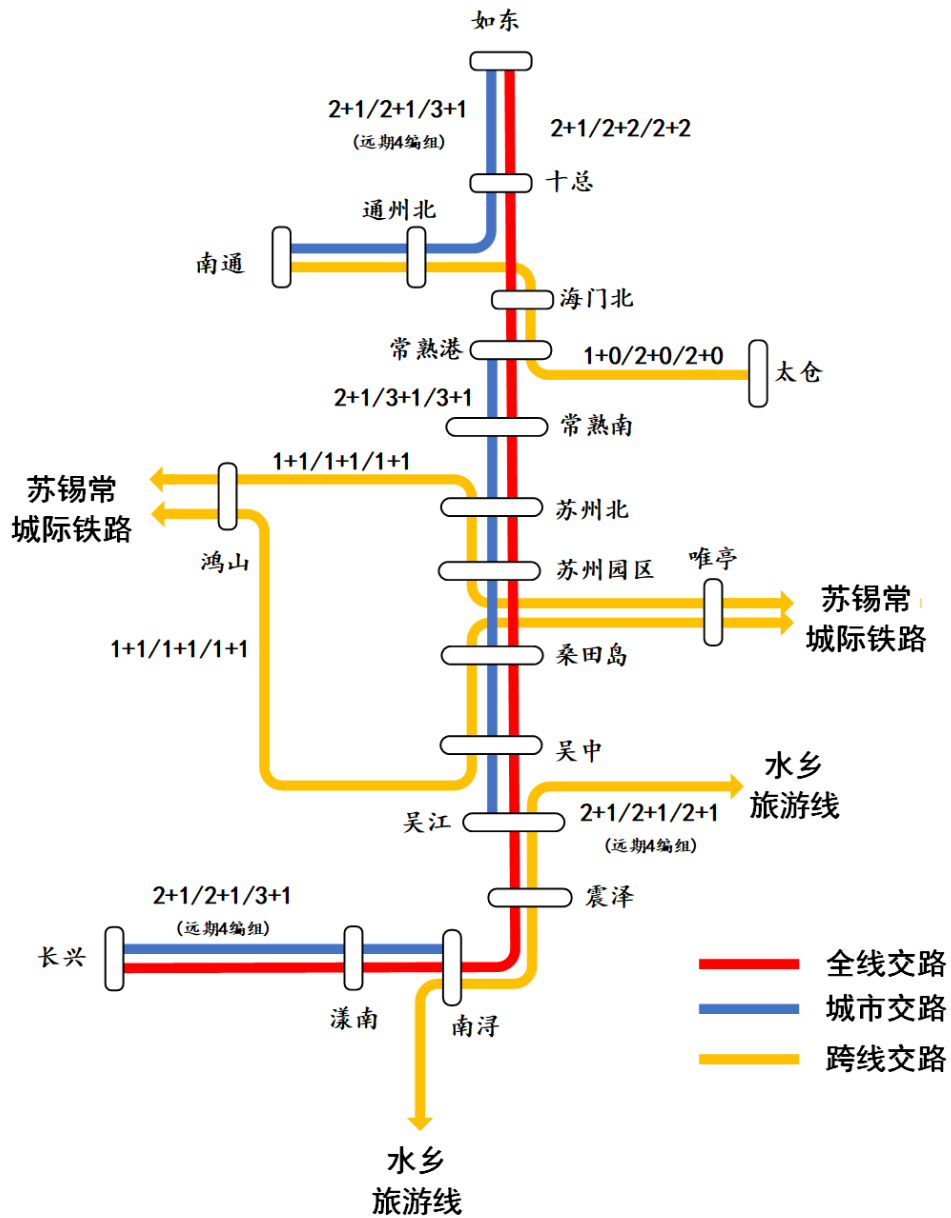 如东
2+1/2+1/3+1
(远期4编组)
2+1/2+2/2+2
十总
通州北
南通
海门北
常熟港
1+0/2+0/2+0
太仓
2+1/3+1/3+1
常熟南
1+1/1+1/1+1
苏锡常
城际铁路
苏州北
鸿山
苏州园区
唯亭
苏锡常
城际铁路
1+1/1+1/1+1
桑田岛
吴中
水乡
旅游线
吴江
2+1/2+1/2+1
(远期4编组)
2+1/2+1/3+1
(远期4编组)
震泽
长兴
漾南
南浔
全线交路
城市交路
跨线交路
水乡
旅游线